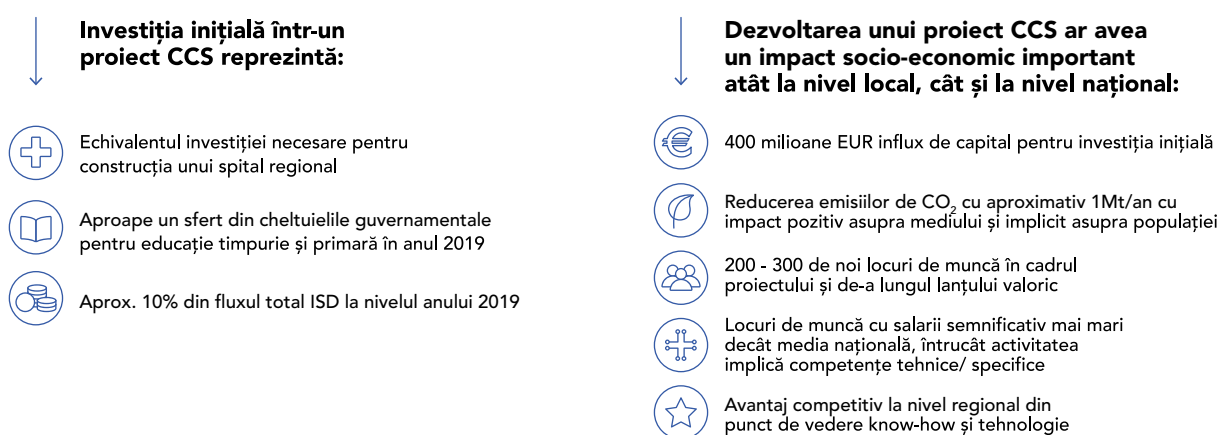 Investiția inițială într-un
proiect CCS reprezintă:
Echivalentul investiției necesare pentru
construcția unui spital regional
Aproape un sfert din cheltuielile guvernamentale
pentru educație timpurie și primară în anul 2019
Aprox. 10% din fluxul total ISD la nivelul anului 2019
Dezvoltarea unui proiect CCS ar avea
un impact socio-economic important
atât la nivel local, cât și la nivel național:
400 milioane EUR influx de capital pentru investiția inițială
Reducerea emisiilor de CO₂ cu aproximativ 1Mt/an cu
impact pozitiv asupra mediului și implicit asupra populației
200 - 300 de noi locuri de muncă în cadrul
proiectului și de-a lungul lanțului valoric
Locuri de muncă cu salarii semnificativ mai mari
decât media națională, întrucât activitatea
implică competențe tehnice/ specifice
Avantaj competitiv la nivel regional din
punct de vedere know-how și tehnologie